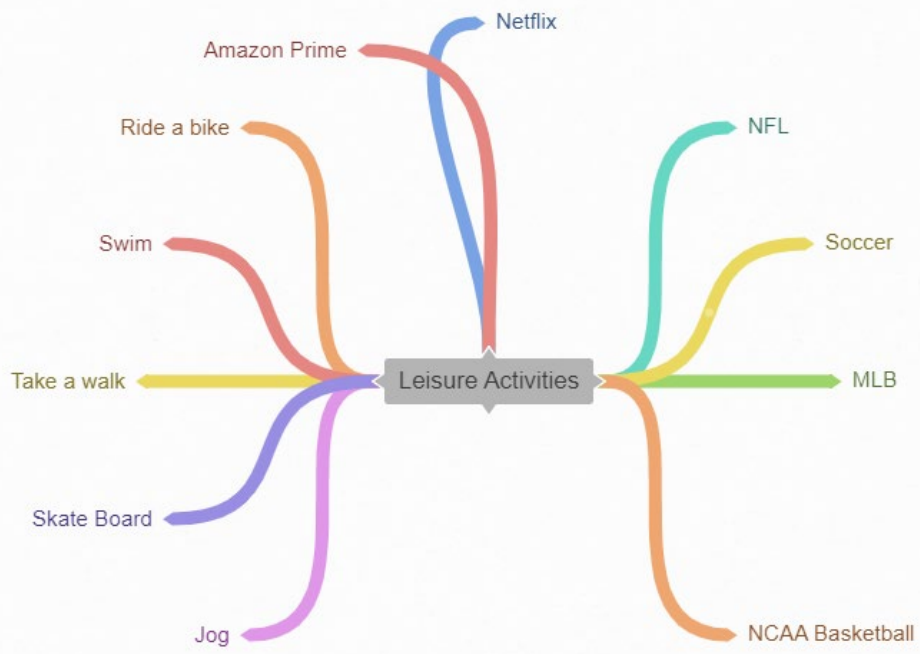 Netflix
Amazon Prime
Ride a bike
NFL
Swim
Soccer
Take a walk
Leisure Activities
MLB
Skate Board
Jog
NCAA Basketball